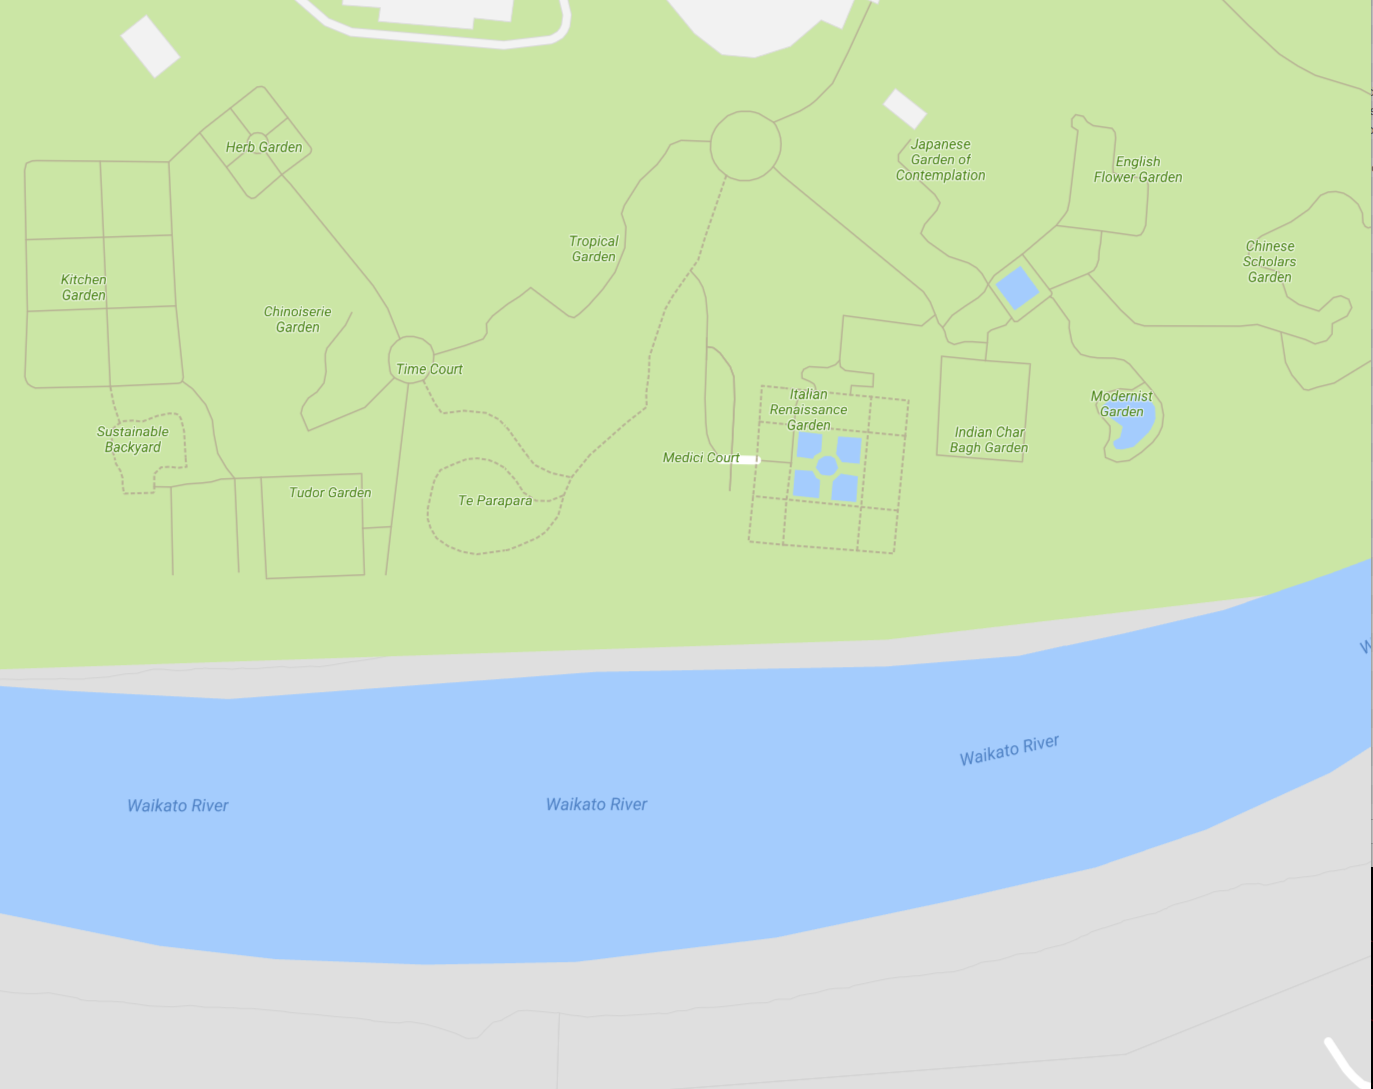 Herb Garden
Japanese
Garden of
Contemplation
English
Flower Garden
Tropical
Garden
Chinese
Scholars
Garden
Kitchen
Garden
Chinoiserie
Garden
Time Court
Italian
Renaissance
Garden
Modernist
Garden
Sustainable
Backyard
Indian Char
Bagh Garden
Medici Court
Tudor Garden
Te Parapara
Waikato River
Waikato River
Waikato River